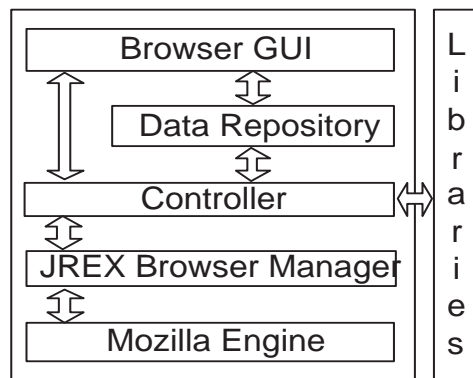 Browser GUI
Data Repository
Controller
JREX Browser Manager
Mozilla Engine
Libraries